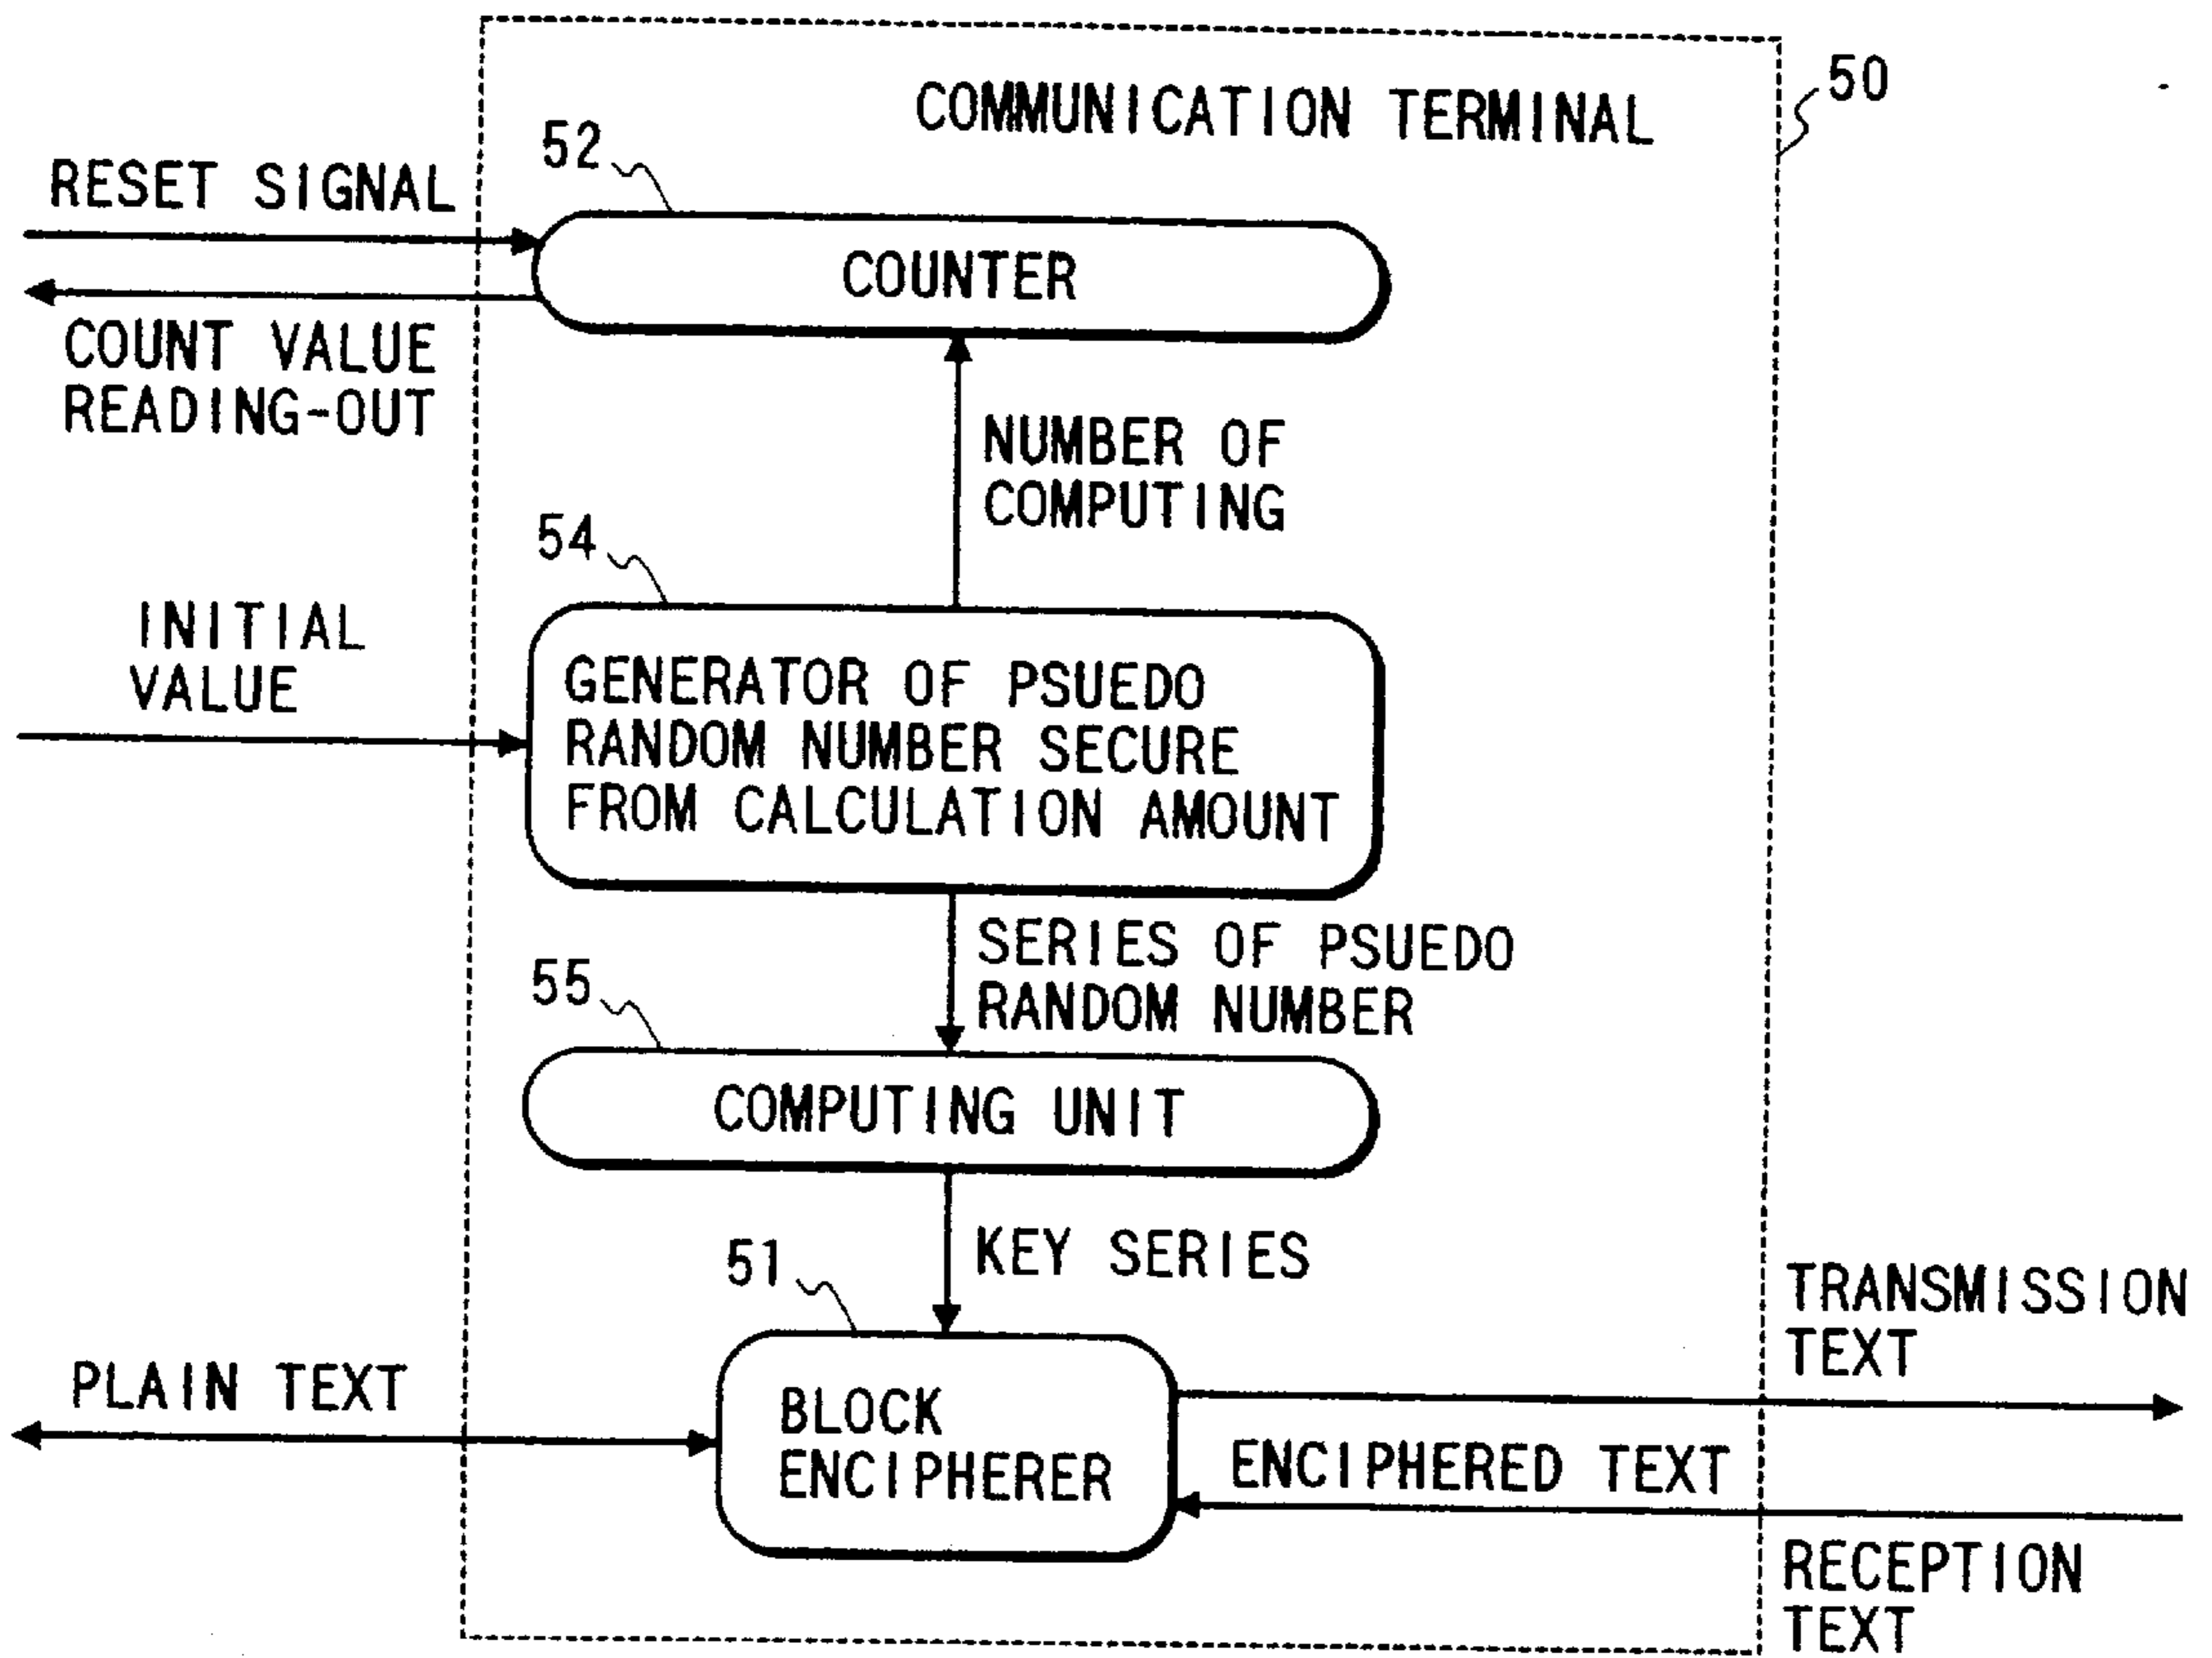 COMMUNICATION TERMINAL
50
52
RESET SIGNAL
COUNTER
COUNT VALUE
READING-OUT
NUMBER OF
COMPUTING
54
INITIAL
VALUE
GENERATOR OF PSUEDO
RANDOM NUMBER SECURE
FROM CALCULATION AMOUNT
SERIES OF PSUEDO
RANDOM NUMBER
55
COMPUTING UNIT
KEY SERIES
51
TRANSMISSION
TEXT
PLAIN TEXT
BLOCK
ENCIPHERER
ENCIPHERED TEXT
RECEPTION
TEXT